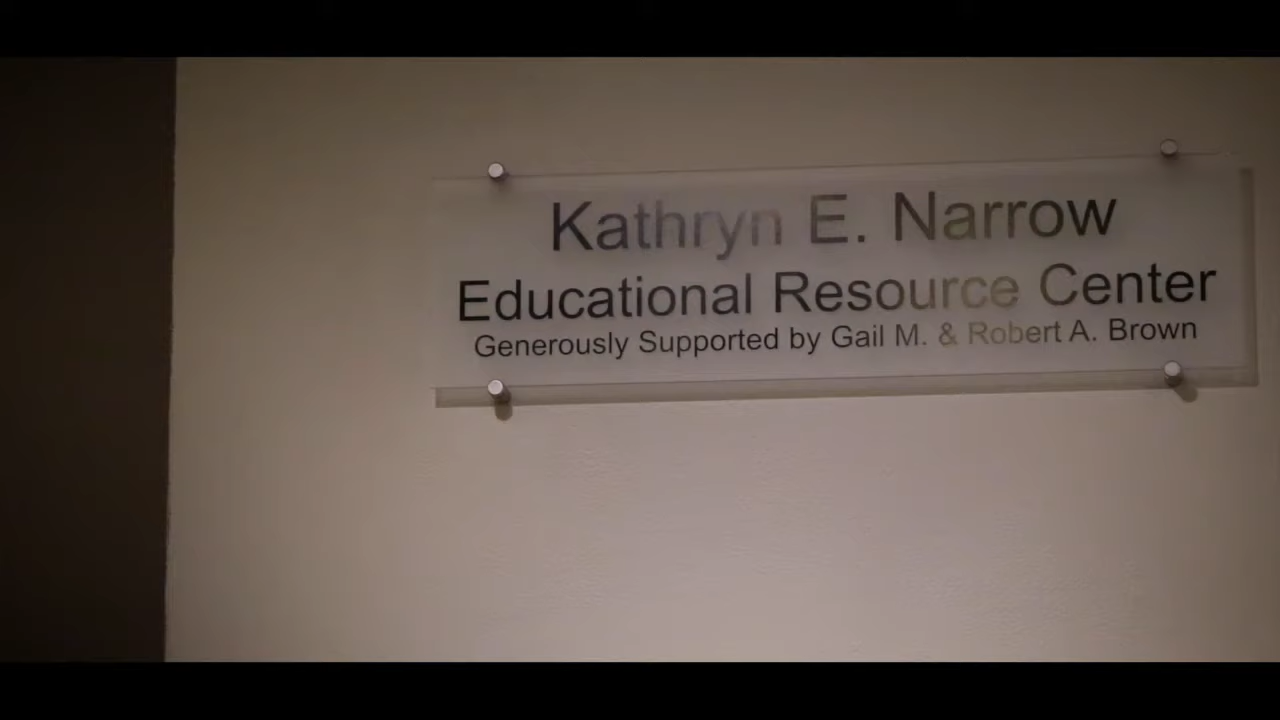 Kathryn E. Narrow
Educational Resource Center
Generously Supported by Gail M. & Robert A. Brown